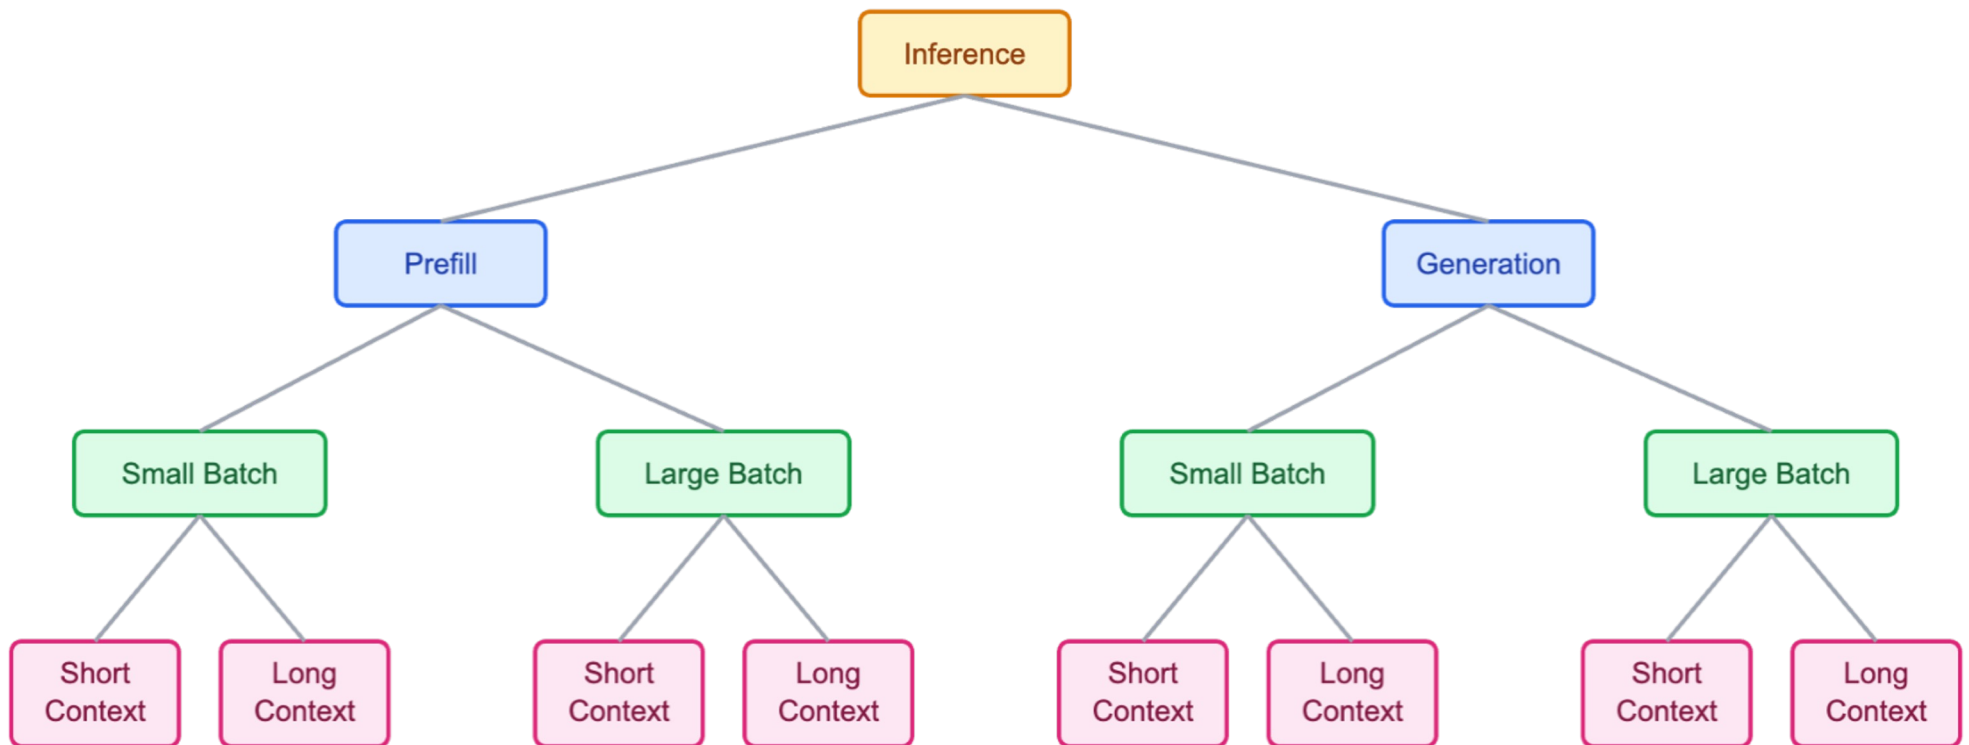 Inference
Prefill
Generation
Small Batch
Large Batch
Small Batch
Large Batch
Short
Context
Long
Context
Short
Context
Long
Context
Short
Context
Long
Context
Short
Context
Long
Context